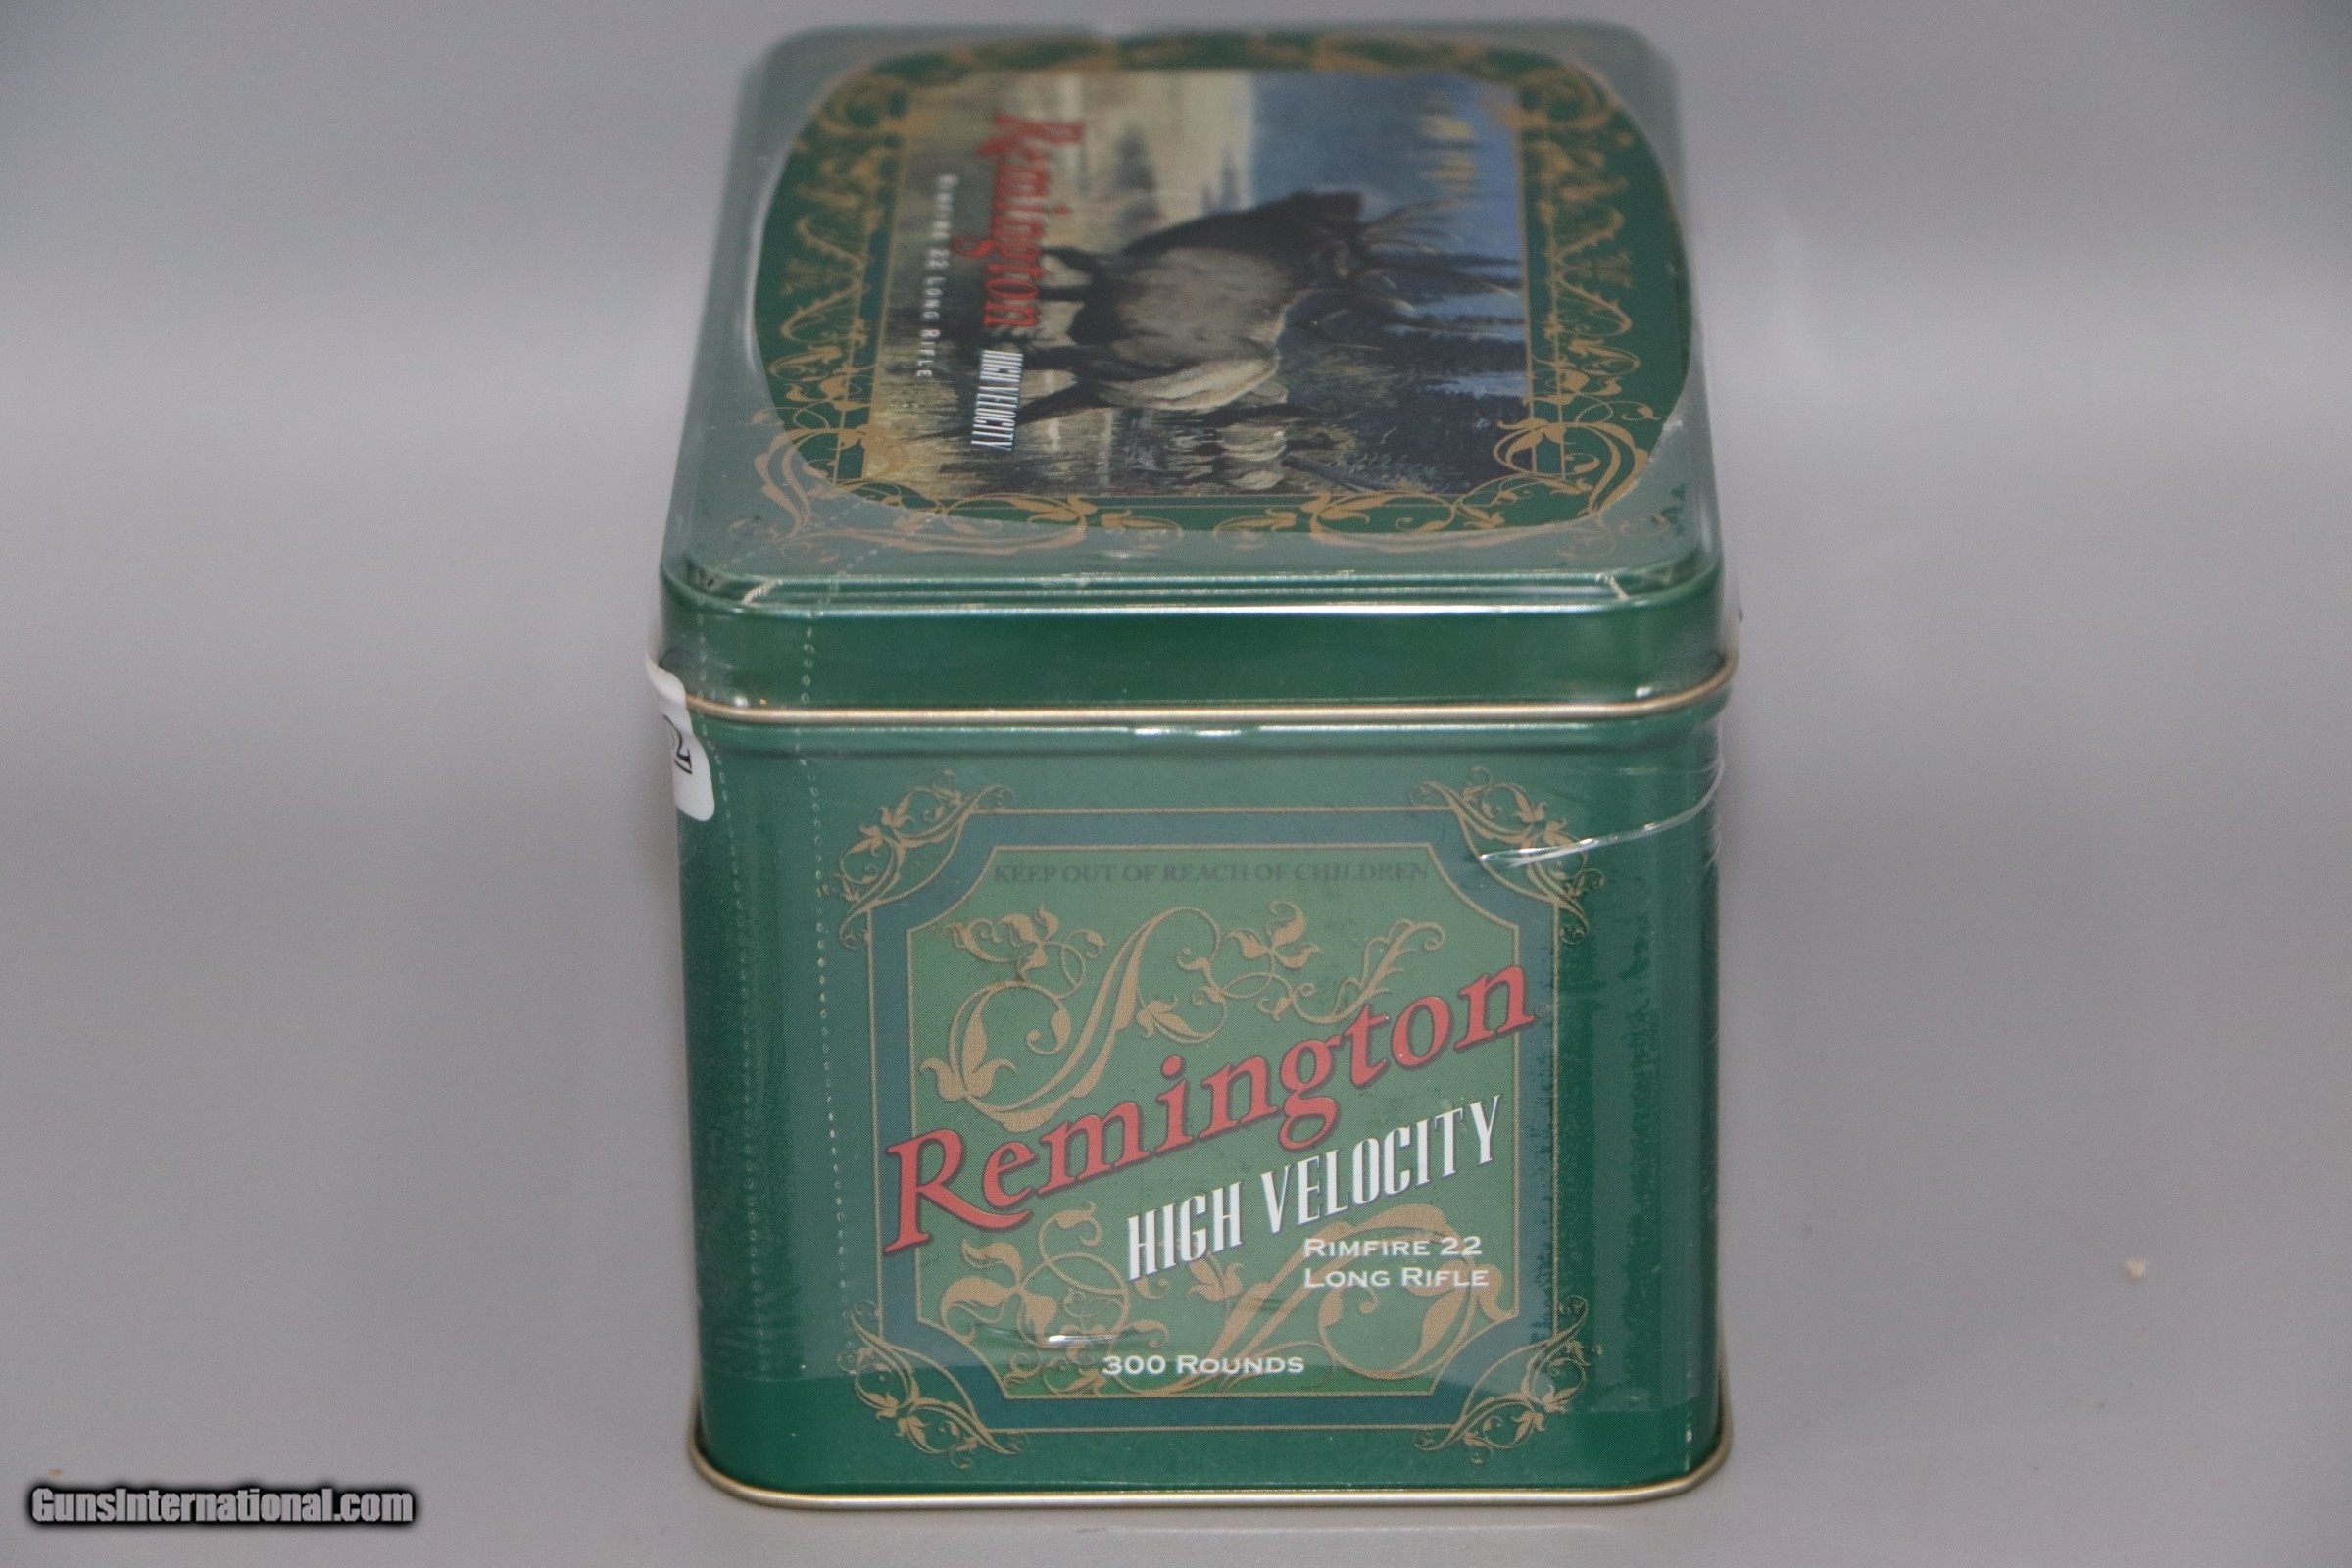 Remington
HIGH VELOCITY
RIMFIRE 22 LONG RIFLE
KEEP OUT OF REACH OF CHILDREN
Remington
HIGH VELOCITY
RIMFIRE 22
LONG RIFLE
300 ROUNDS
GunsInternational.com